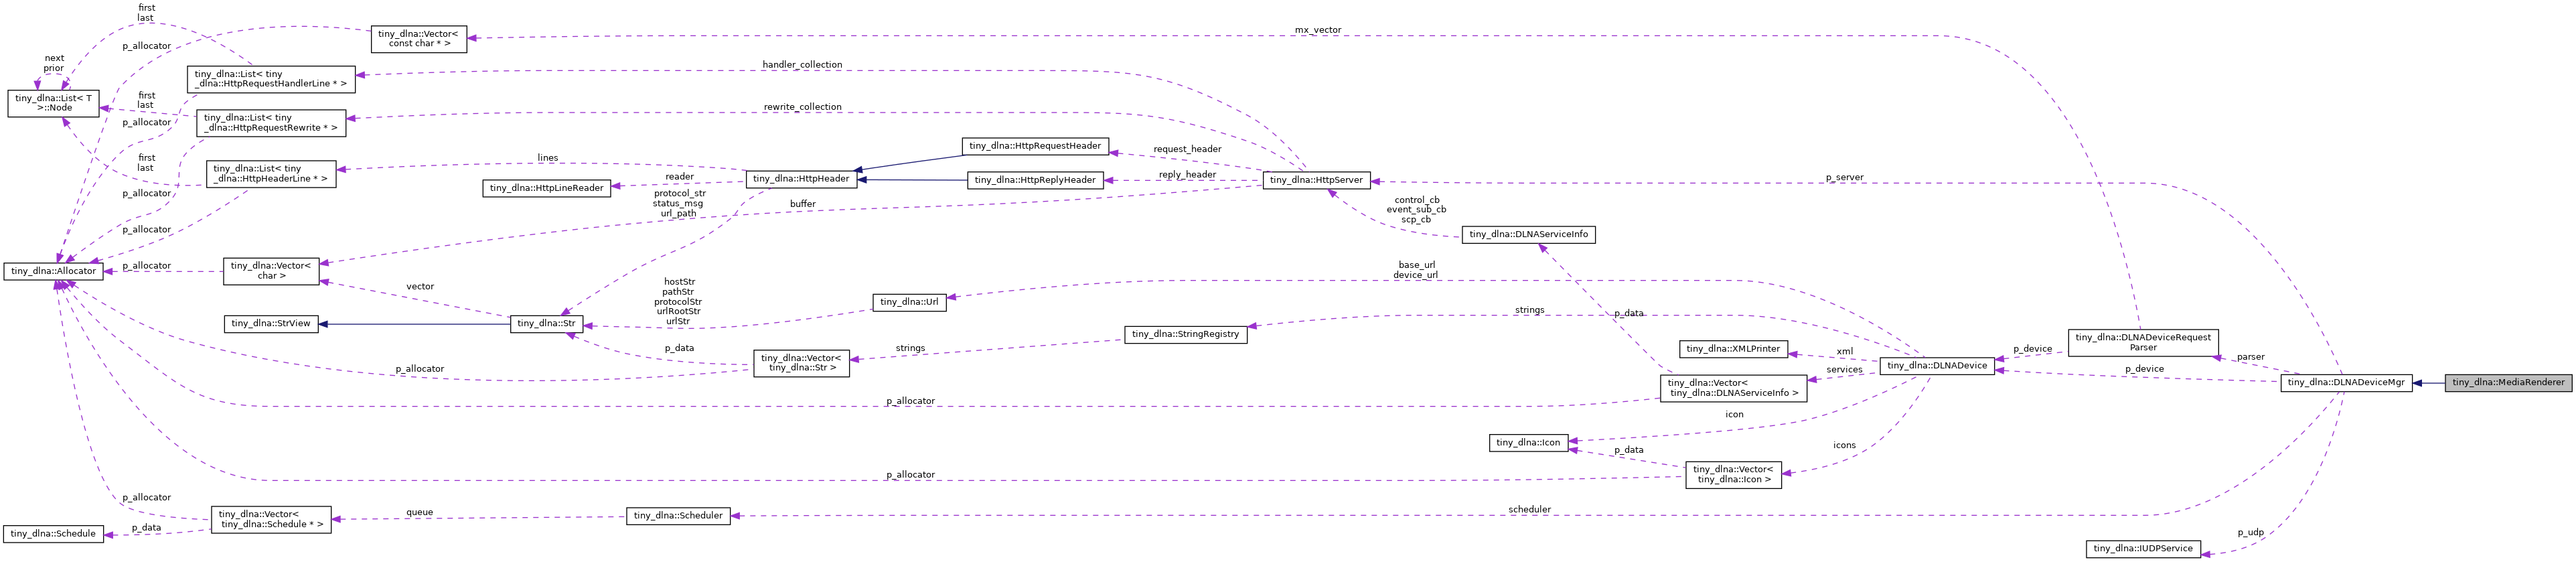 first
last
tiny_dlna::Vector<
const char * >
mx_vector
p_allocator
next
prior
tiny_dlna::List< tiny
_dlna::HttpRequestHandlerLine * >
handler_collection
tiny_dlna::List< T
>::Node
first
last
tiny_dlna::List< tiny
_dlna::HttpRequestRewrite * >
rewrite_collection
p_allocator
first
last
tiny_dlna::List< tiny
_dlna::HttpHeaderLine * >
lines
tiny_dlna::HttpRequestHeader
request_header
p_allocator
tiny_dlna::HttpLineReader
reader
tiny_dlna::HttpHeader
tiny_dlna::HttpReplyHeader
reply_header
tiny_dlna::HttpServer
p_server
protocol_str
status_msg
url_path
buffer
control_cb
event_sub_cb
scp_cb
tiny_dlna::DLNAServiceInfo
p_allocator
tiny_dlna::Allocator
p_allocator
tiny_dlna::Vector<
char >
vector
hostStr
pathStr
protocolStr
urlRootStr
urlStr
tiny_dlna::Url
base_url
device_url
tiny_dlna::StrView
tiny_dlna::Str
strings
p_data
tiny_dlna::StringRegistry
p_data
tiny_dlna::Vector<
tiny_dlna::Str >
strings
p_allocator
tiny_dlna::XMLPrinter
xml
tiny_dlna::DLNADevice
p_device
tiny_dlna::DLNADeviceRequest
Parser
parser
services
p_device
tiny_dlna::Vector<
tiny_dlna::DLNAServiceInfo >
tiny_dlna::DLNADeviceMgr
tiny_dlna::MediaRenderer
p_allocator
icon
tiny_dlna::Icon
p_data
icons
tiny_dlna::Vector<
tiny_dlna::Icon >
p_allocator
p_allocator
tiny_dlna::Vector<
tiny_dlna::Schedule * >
queue
tiny_dlna::Scheduler
scheduler
tiny_dlna::Schedule
p_data
p_udp
tiny_dlna::IUDPService